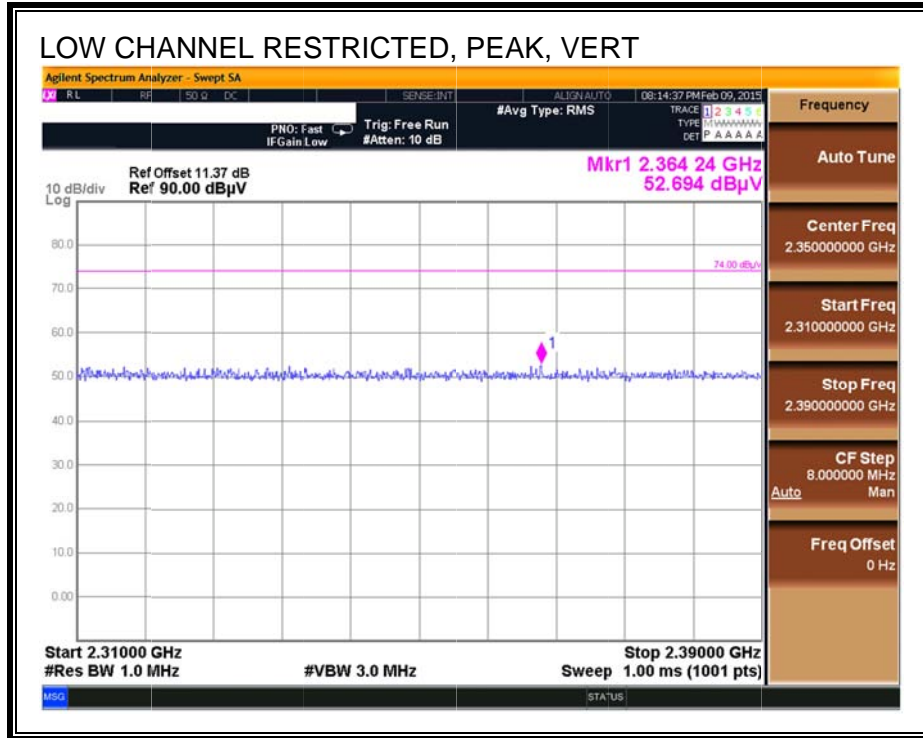 LOW CHANNEL RESTRICTED, PEAK, VERT
Agilent Spectrum Analyzer - Swept SA
RL RF 50 Ω DC SENSE:INT ALIGN AUTO 08:14:37 PM Feb 09, 2015
#Avg Type: RMS
TRACE 1 2 3 4 5 6
TYPE M
DET P A A A A A
PNO: Fast
IFGain:Low
Trig: Free Run
#Atten: 10 dB
Frequency
Auto Tune
Mkr1 2.364 24 GHz
52.694 dBµV
Ref Offset 11.37 dB
10 dB/div Ref 90.00 dBµV
Log
80.0
74.00 dBµV
70.0
60.0
1
50.0
40.0
30.0
20.0
10.0
0.00
Center Freq
2.350000000 GHz
Start Freq
2.310000000 GHz
Stop Freq
2.390000000 GHz
CF Step
8.000000 MHz
Auto Man
Freq Offset
0 Hz
Start 2.31000 GHz Stop 2.39000 GHz
#Res BW 1.0 MHz #VBW 3.0 MHz Sweep 1.00 ms (1001 pts)
MSG STATUS